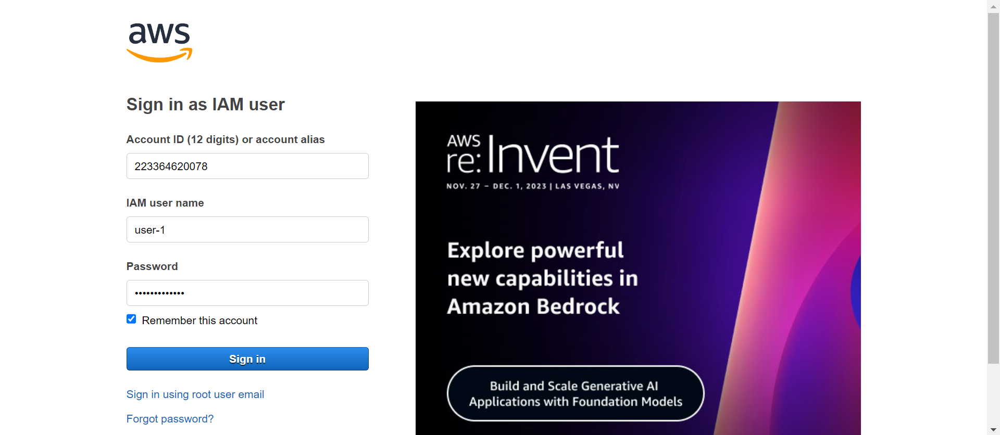 aws
Sign in as IAM user
Account ID (12 digits) or account alias
223364620078
IAM user name
user-1
Password
•••••••••••••
Remember this account
Sign in
Sign in using root user email
Forgot password?
AWS
re:Invent
NOV. 27 – DEC. 1, 2023 | LAS VEGAS, NV
Explore powerful
new capabilities in
Amazon Bedrock
Build and Scale Generative AI
Applications with Foundation Models